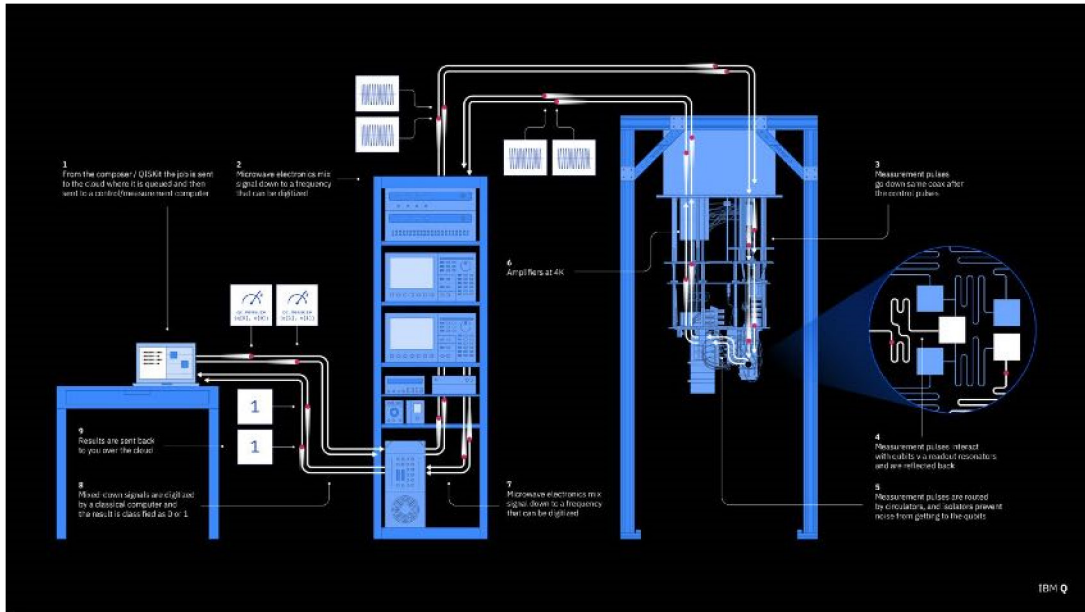 1
From the composer / QISKit the job is sent
to the cloud where it is queued and then
sent to a control/measurement computer
2
Microwave electronics mix
signal down to a frequency
that can be digitized
3
Measurement pulses
go down same coax after
the control pulses
6
Amplifiers at 4K
1
1
9
Results are sent back
to you over the cloud
8
Mixed-down signals are digitized
by a classical computer and
the result is classified as 0 or 1
7
Microwave electronics mix
signal down to a frequency
that can be digitized
4
Measurement pulses interact
with cubits via readout resonators
and are reflected back
5
Measurement pulses are routed
by circulators, and isolators prevent
noise from getting to the qubits
IBM Q